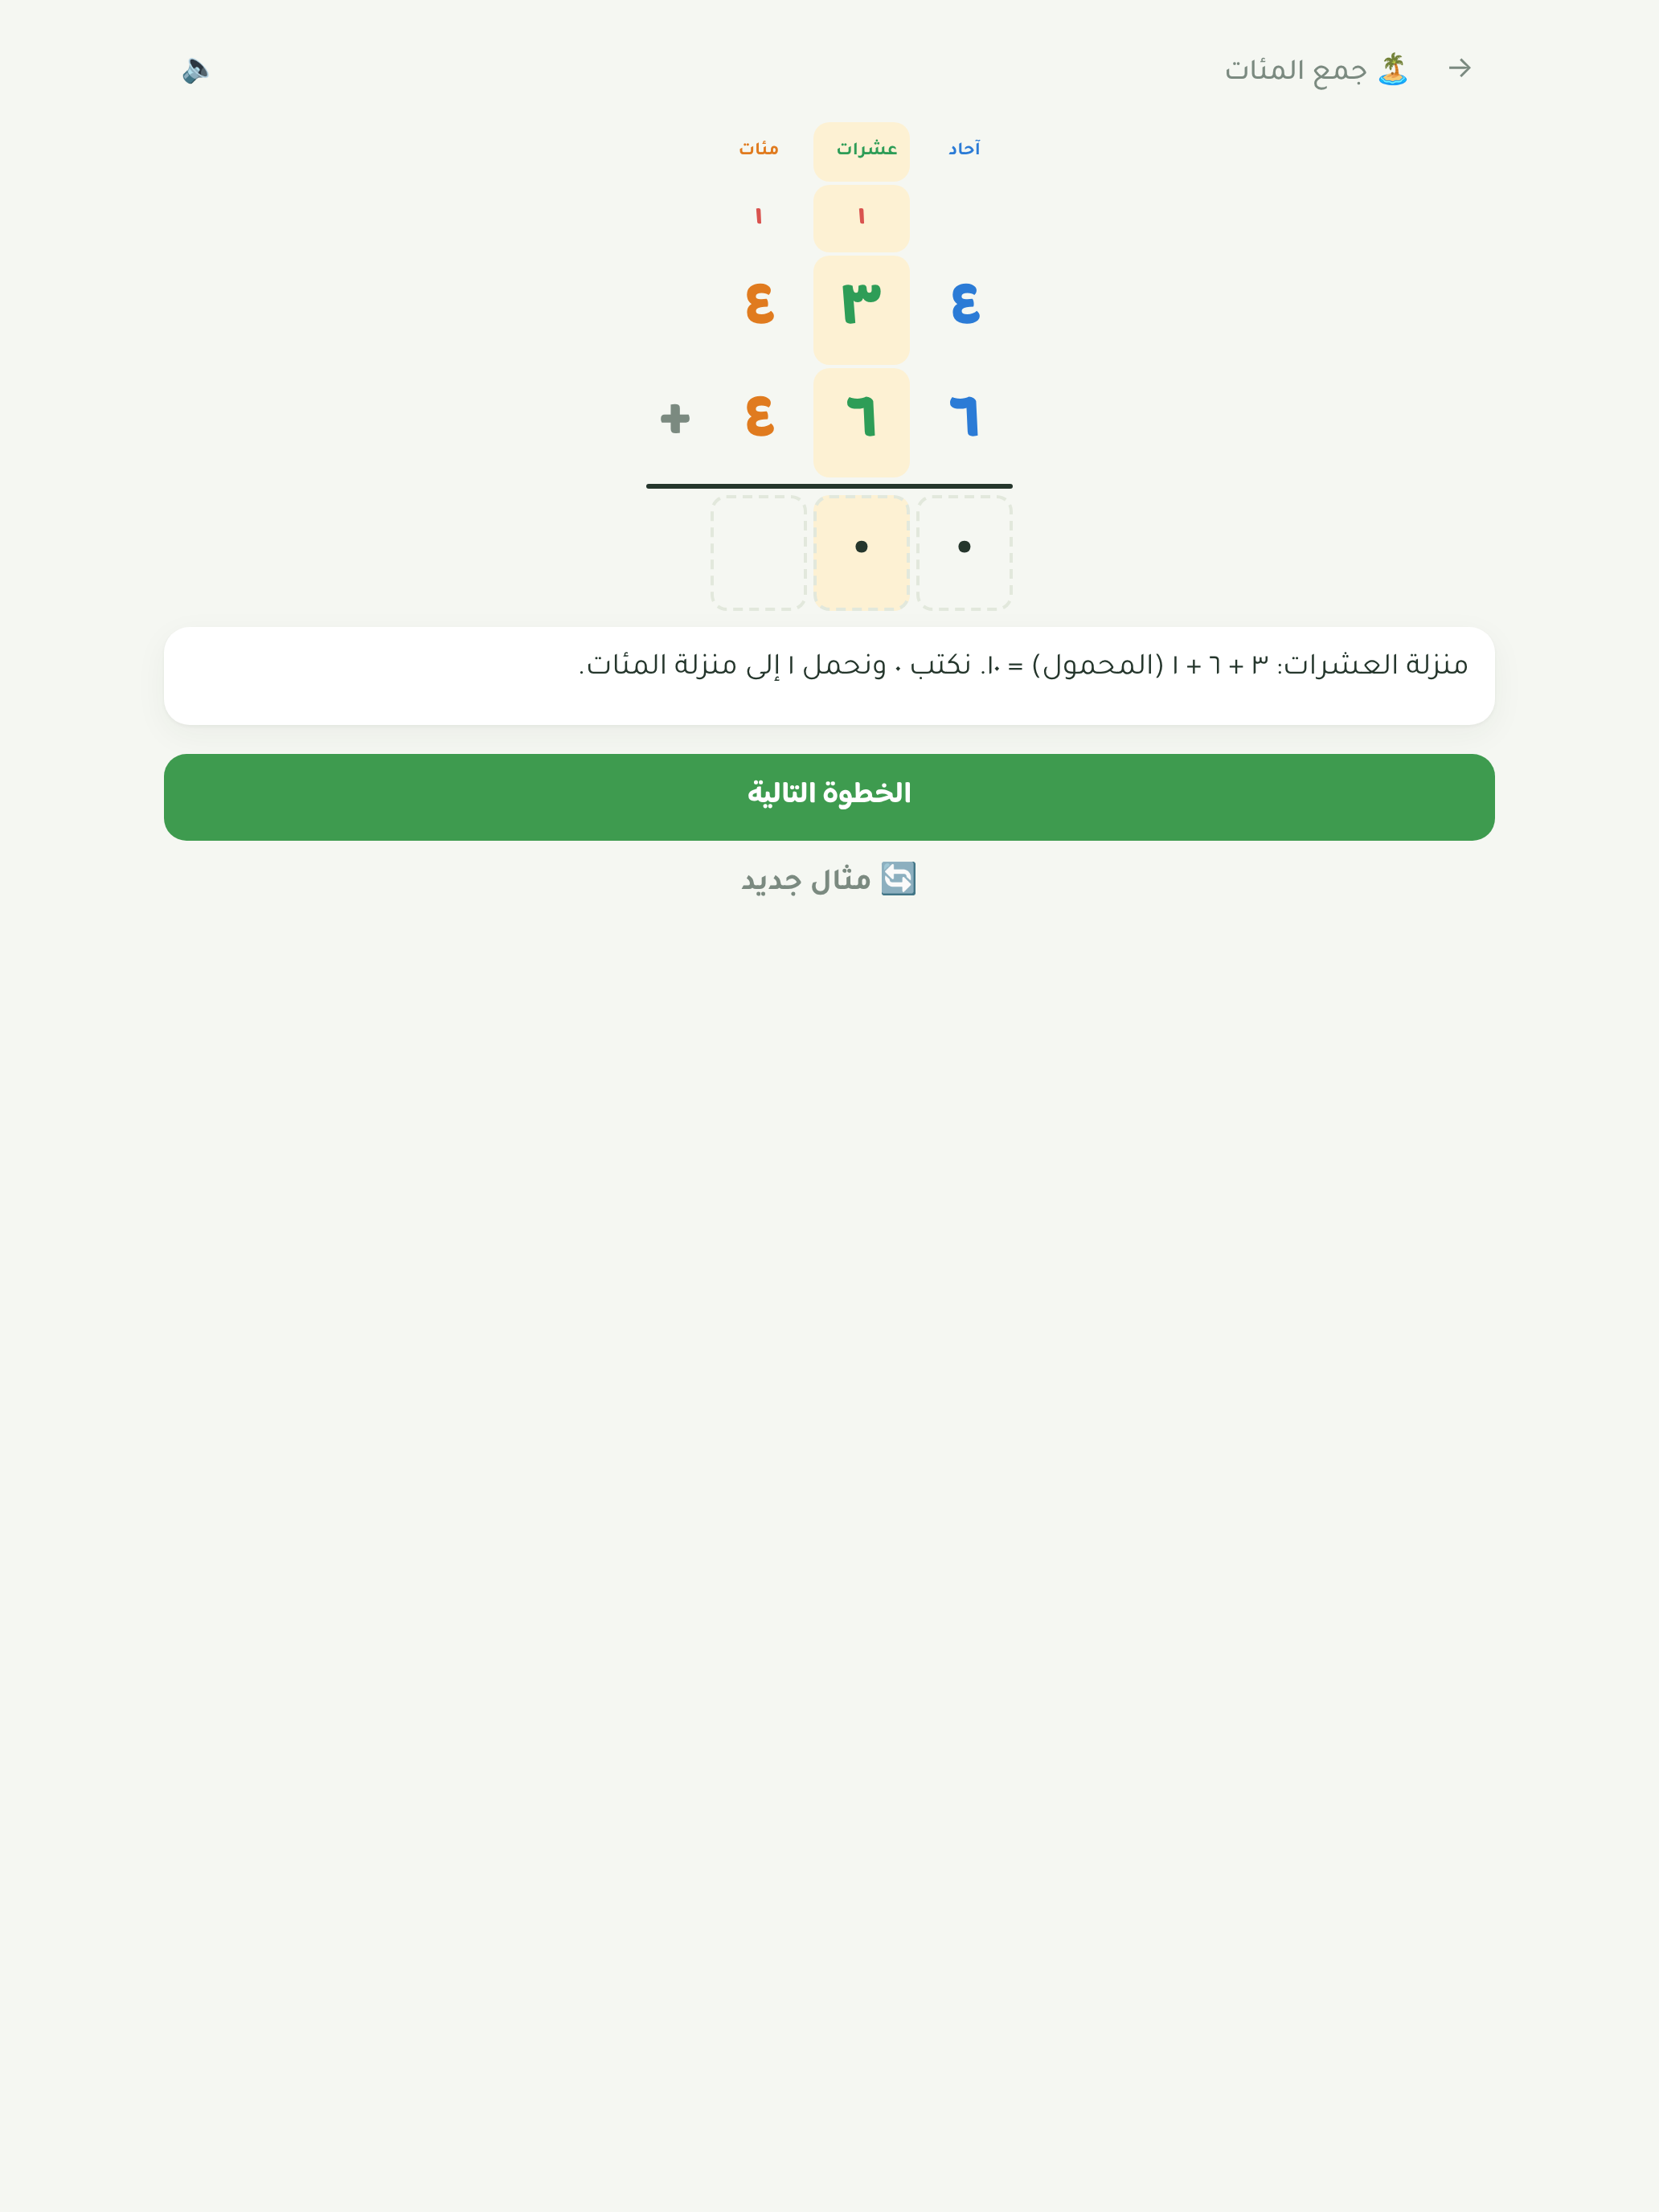 → 🏝️ جمع المئات 🔈
آحاد عشرات مئات
١ ١
٤ ٣ ٤
٦ ٦ ٤ +
٠ ٠
منزلة العشرات: ٣ + ٦ + ١ (المحمول) = ١٠. نكتب ٠ ونحمل ١ إلى منزلة المئات.
الخطوة التالية
🔄 مثال جديد